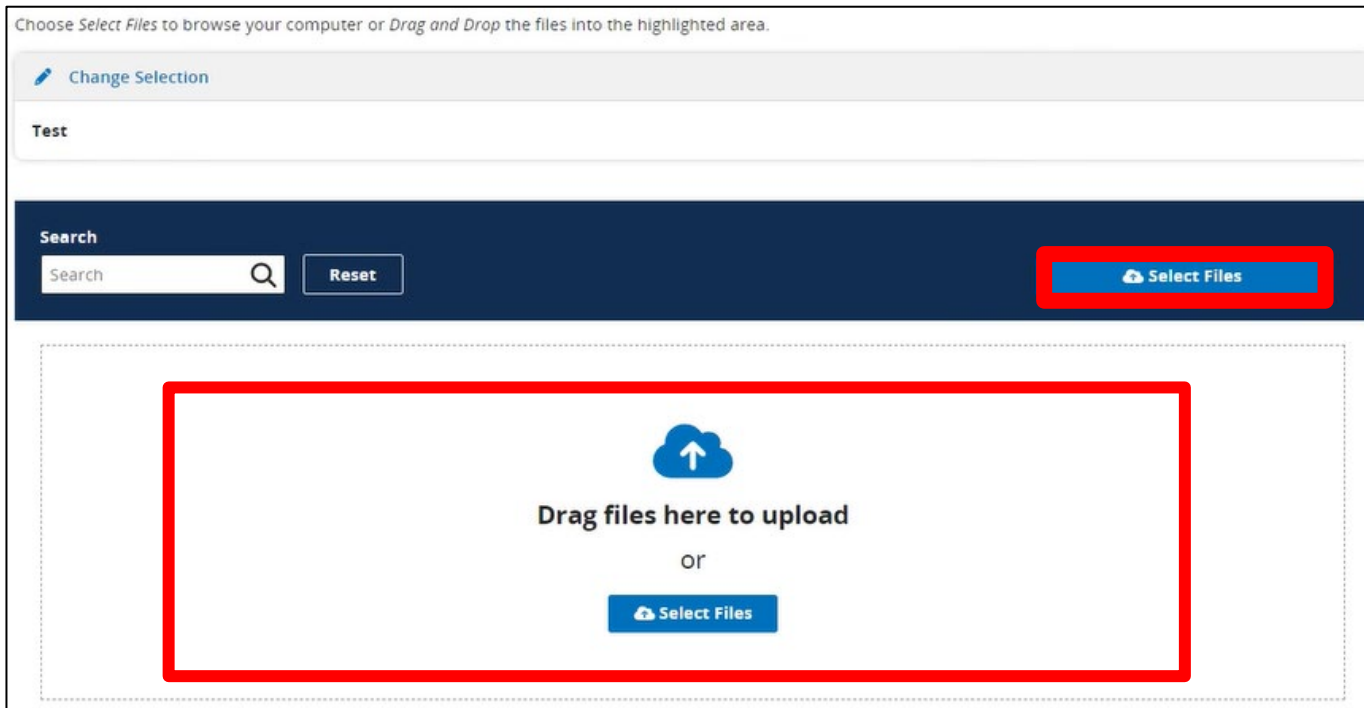 Choose Select Files to browse your computer or Drag and Drop the files into the highlighted area.
Change Selection
Test
Search
Search
Reset
Select Files
Drag files here to upload
or
Select Files